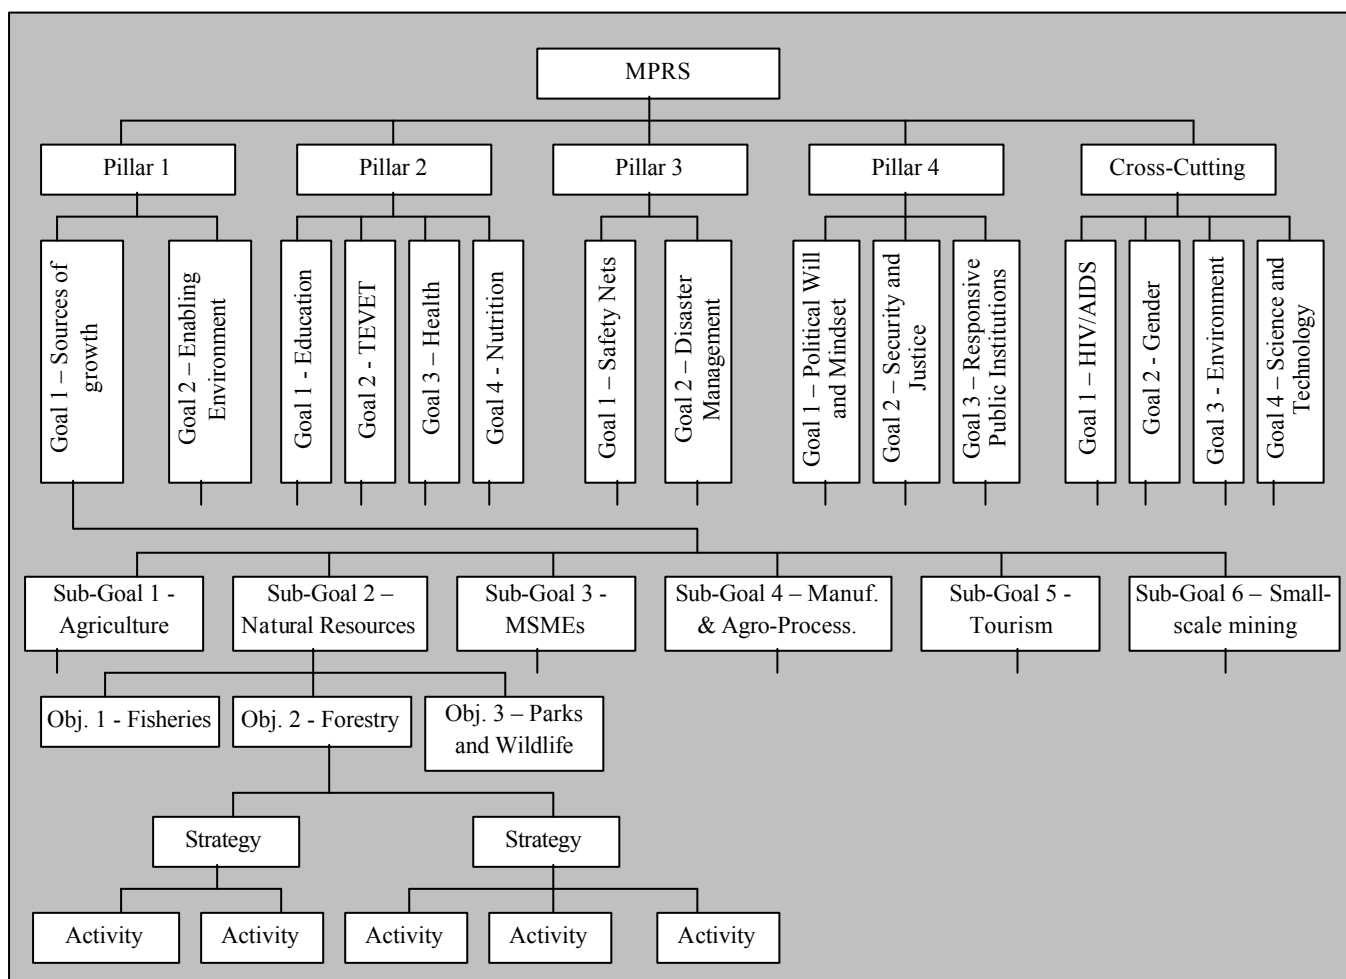 MPRS
Pillar 1
Pillar 2
Pillar 3
Pillar 4
Cross-Cutting
Goal 1 – Sources of
growth
Goal 2 – Enabling
Environment
Goal 1 - Education
Goal 2 - TEVET
Goal 3 – Health
Goal 4 - Nutrition
Goal 1 – Safety Nets
Goal 2 – Disaster
Management
Goal 1 – Political Will
and Mindset
Goal 2 – Security and
Justice
Goal 3 – Responsive
Public Institutions
Goal 1 – HIV/AIDS
Goal 2 - Gender
Goal 3 - Environment
Goal 4 – Science and
Technology
Sub-Goal 1 -
Agriculture
Sub-Goal 2 –
Natural Resources
Sub-Goal 3 -
MSMEs
Sub-Goal 4 – Manuf.
& Agro-Process.
Sub-Goal 5 -
Tourism
Sub-Goal 6 – Small-
scale mining
Obj. 1 - Fisheries
Obj. 2 - Forestry
Obj. 3 – Parks
and Wildlife
Strategy
Strategy
Activity
Activity
Activity
Activity
Activity